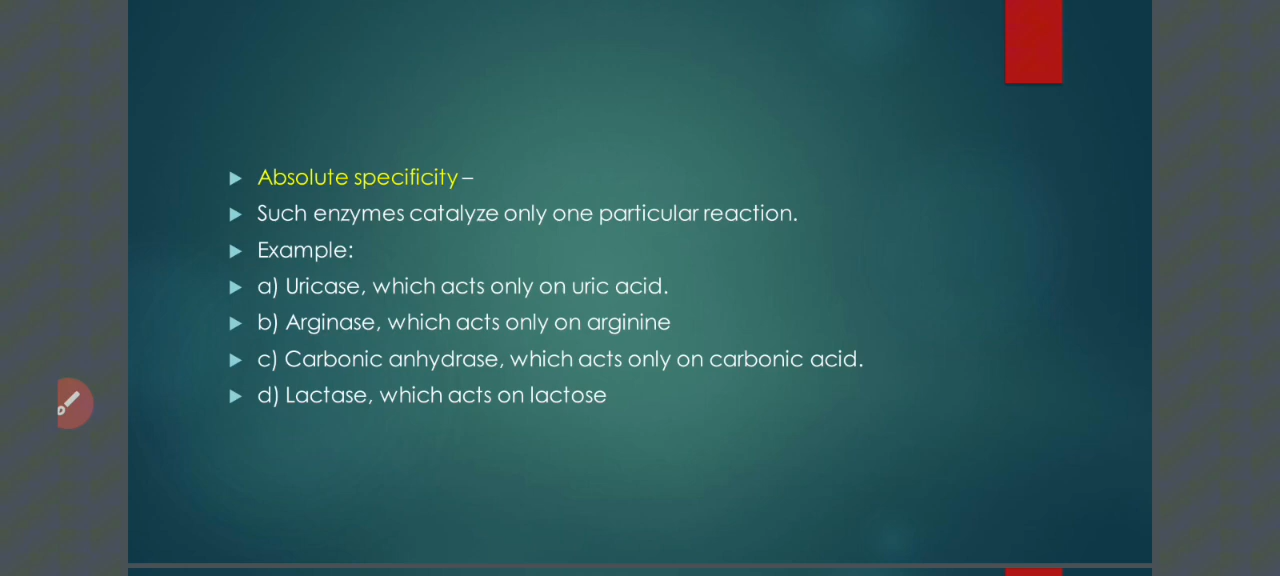 Absolute specificity –
Such enzymes catalyze only one particular reaction.
Example:
a) Uricase, which acts only on uric acid.
b) Arginase, which acts only on arginine
c) Carbonic anhydrase, which acts only on carbonic acid.
d) Lactase, which acts on lactose